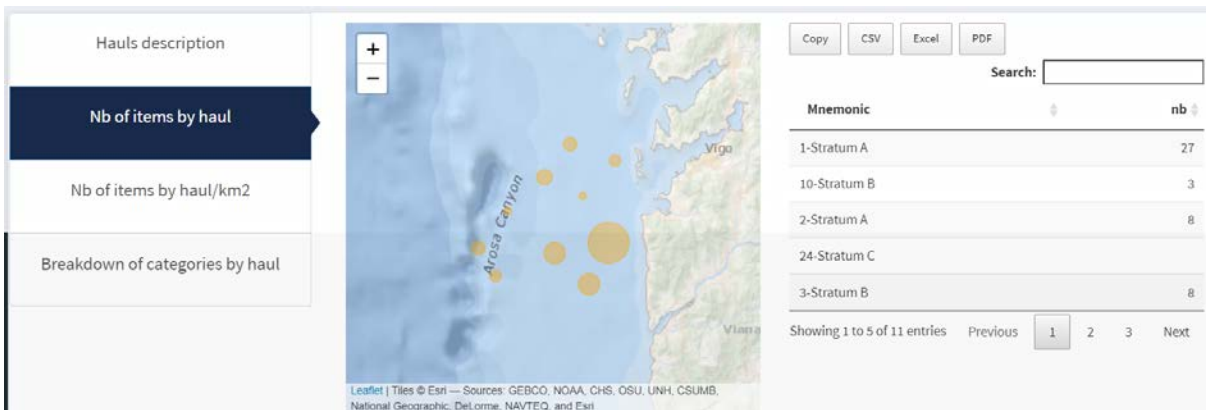 Hauls description
Nb of items by haul
Nb of items by haul/km2
Breakdown of categories by haul
+
−
Vigo
Arosa Canyon
Viana
Leaflet | Tiles © Esri — Sources: GEBCO, NOAA, CHS, OSU, UNH, CSUMB,
National Geographic, DeLorme, NAVTEQ, and Esri
Copy CSV Excel PDF
Search:
Mnemonic nb
1-Stratum A 27
10-Stratum B 3
2-Stratum A 8
24-Stratum C
3-Stratum B 8
Showing 1 to 5 of 11 entries Previous 1 2 3 Next